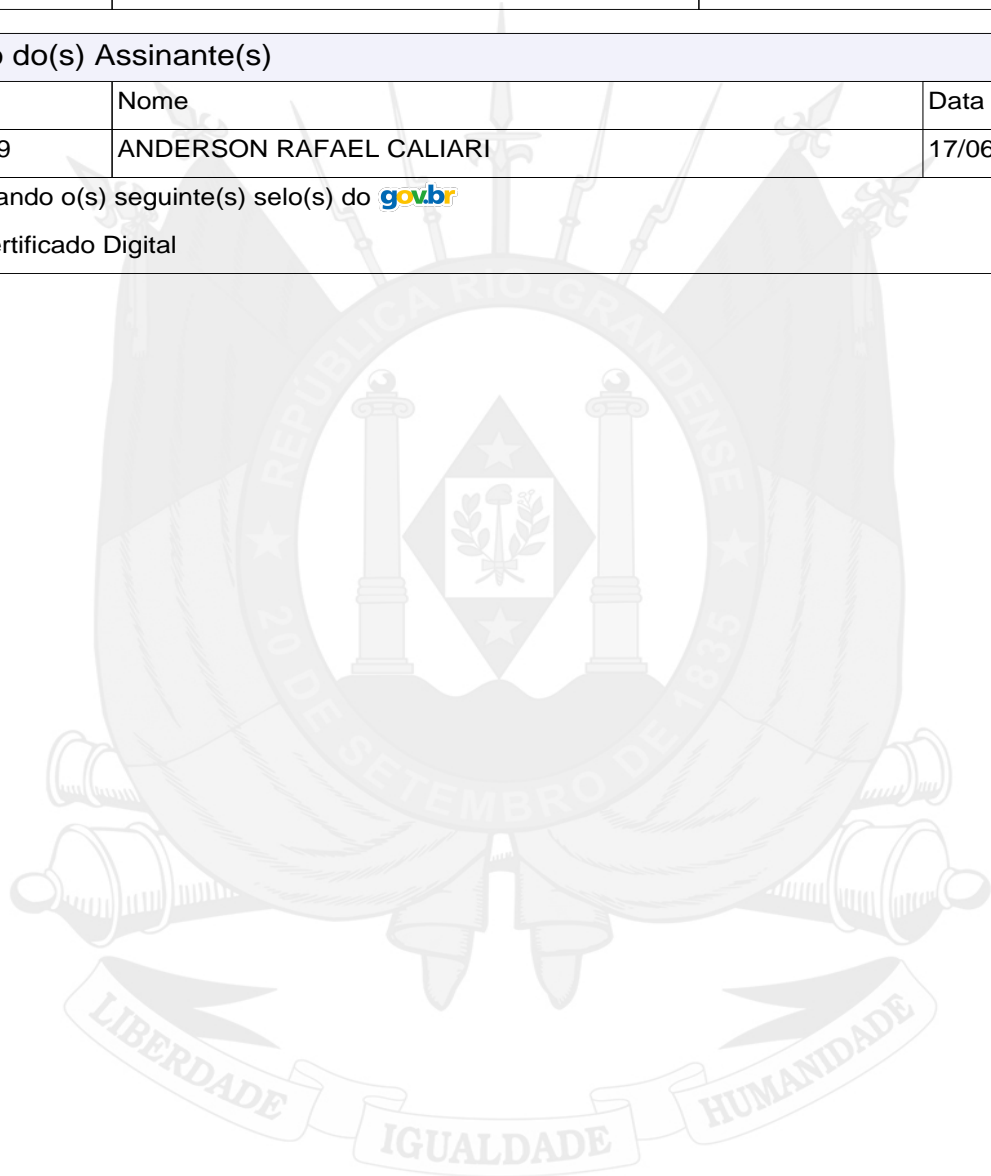 o do(s) Assinante(s)
Nome
Data
9
ANDERSON RAFAEL CALIARI
17/06
ando o(s) seguinte(s) selo(s) do gov.br
rtificado Digital
REPÚBLICA RIO-GRANDENSE
20 DE SETEMBRO DE 1835
LIBERDADE
IGUALDADE
HUMANIDADE